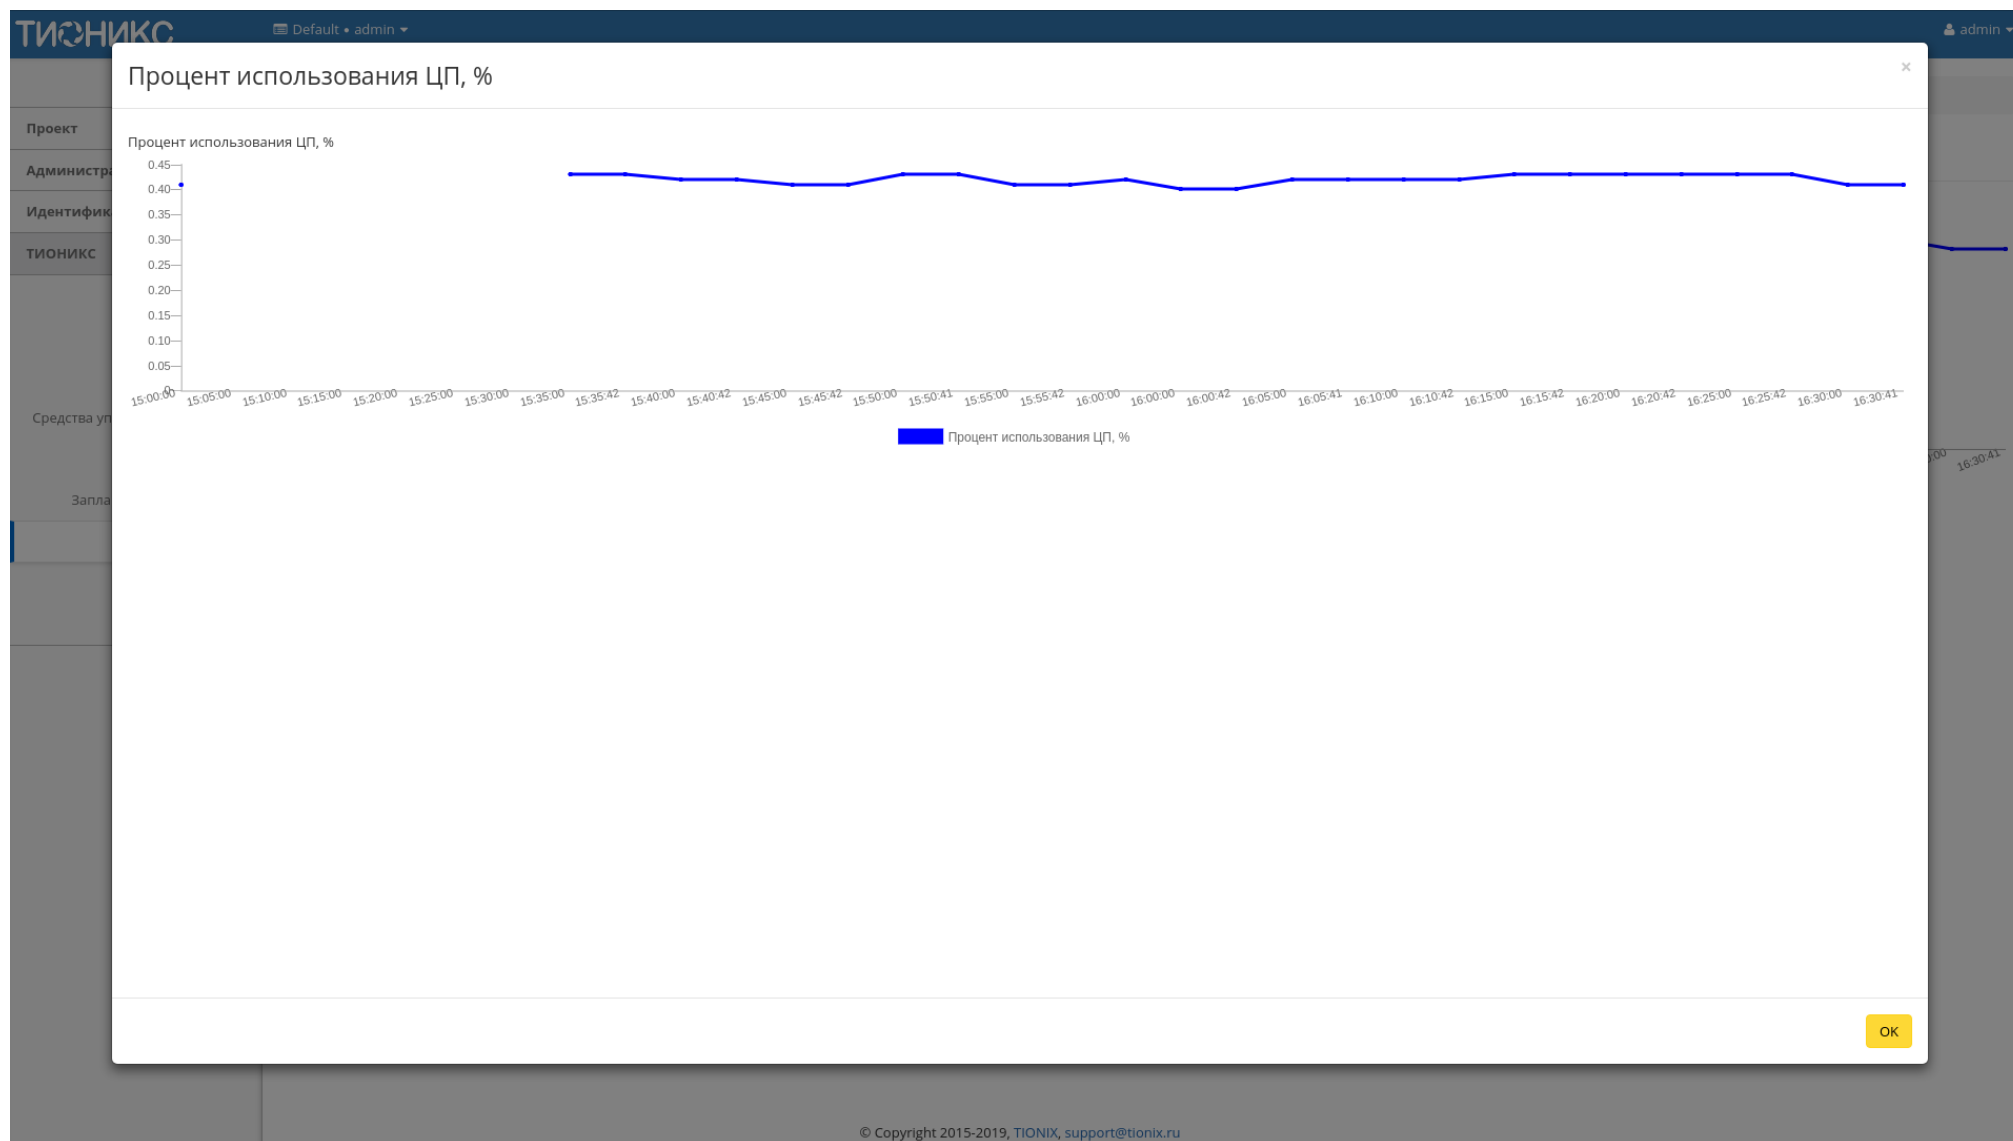 ТИОНИКС
Default • admin
admin
Процент использования ЦП, %
×
Проект
Администра
Идентифик
ТИОНИКС
Средства уп
Запла
Процент использования ЦП, %
0.45
0.40
0.35
0.30
0.25
0.20
0.15
0.10
0.05
0
15:00:00 15:05:00 15:10:00 15:15:00 15:20:00 15:25:00 15:30:00 15:35:00 15:35:42 15:40:00 15:40:42 15:45:00 15:45:42 15:50:00 15:50:41 15:55:00 15:55:42 16:00:00 16:00:00 16:00:42 16:05:00 16:05:41 16:10:00 16:10:42 16:15:00 16:15:42 16:20:00 16:20:42 16:25:00 16:25:42 16:30:00 16:30:41
Процент использования ЦП, %
16:30:41
OK
© Copyright 2015-2019, TIONIX, support@tionix.ru